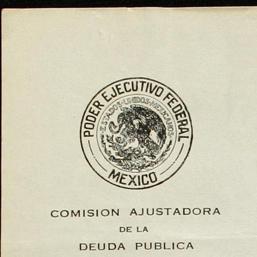 PODER EJECUTIVO FEDERAL
ESTADOS UNIDOS MEXICANOS
MEXICO
COMISION AJUSTADORA
DE LA
DEUDA PUBLICA